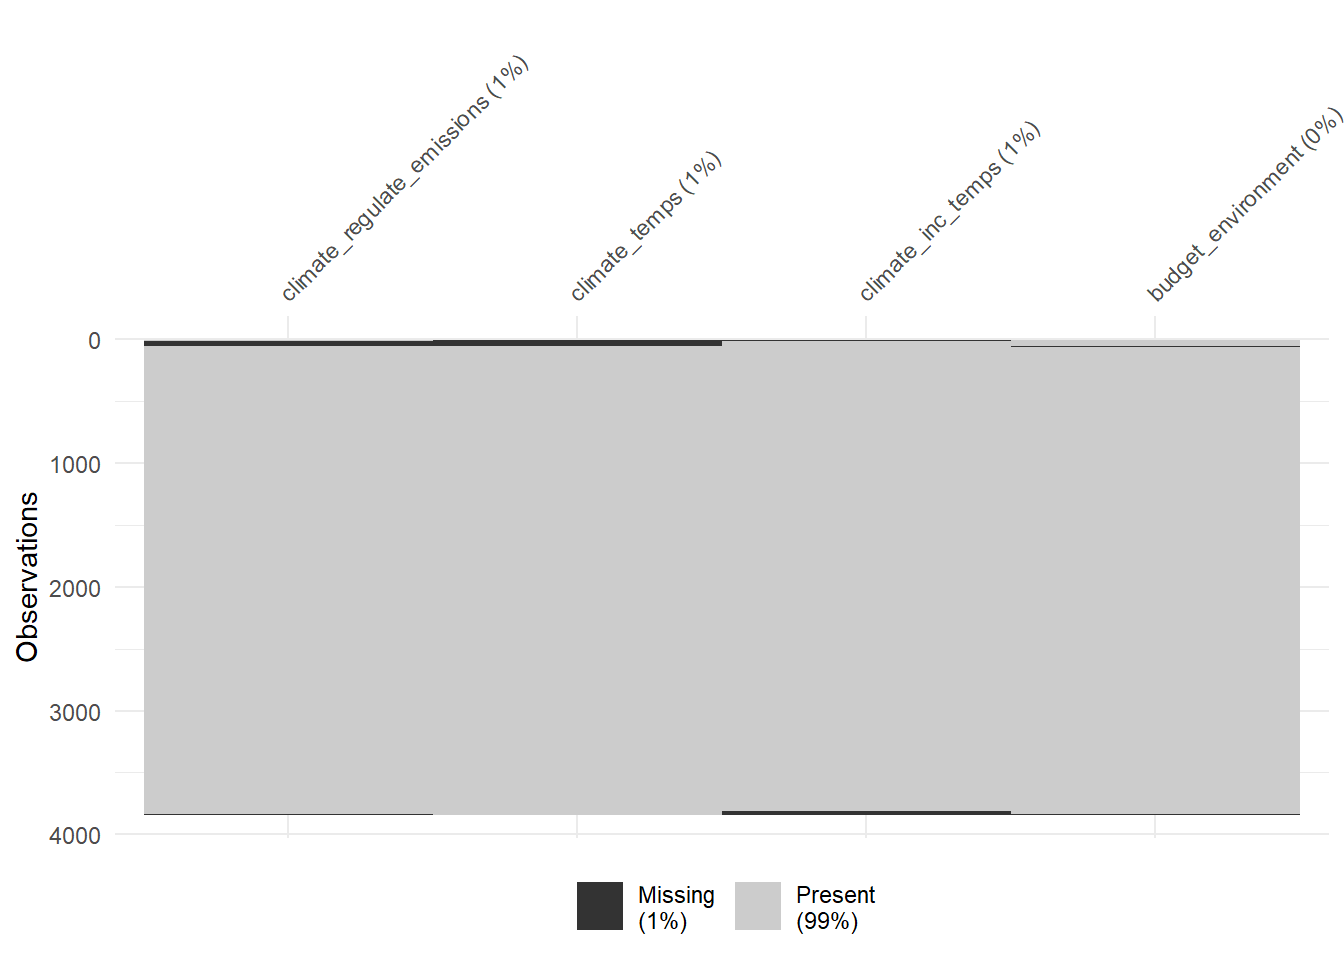 climate_regulate_emissions (1%)
climate_temps (1%)
climate_inc_temps (1%)
budget_environment (0%)
Observations
0
1000
2000
3000
4000
Missing
(1%)
Present
(99%)